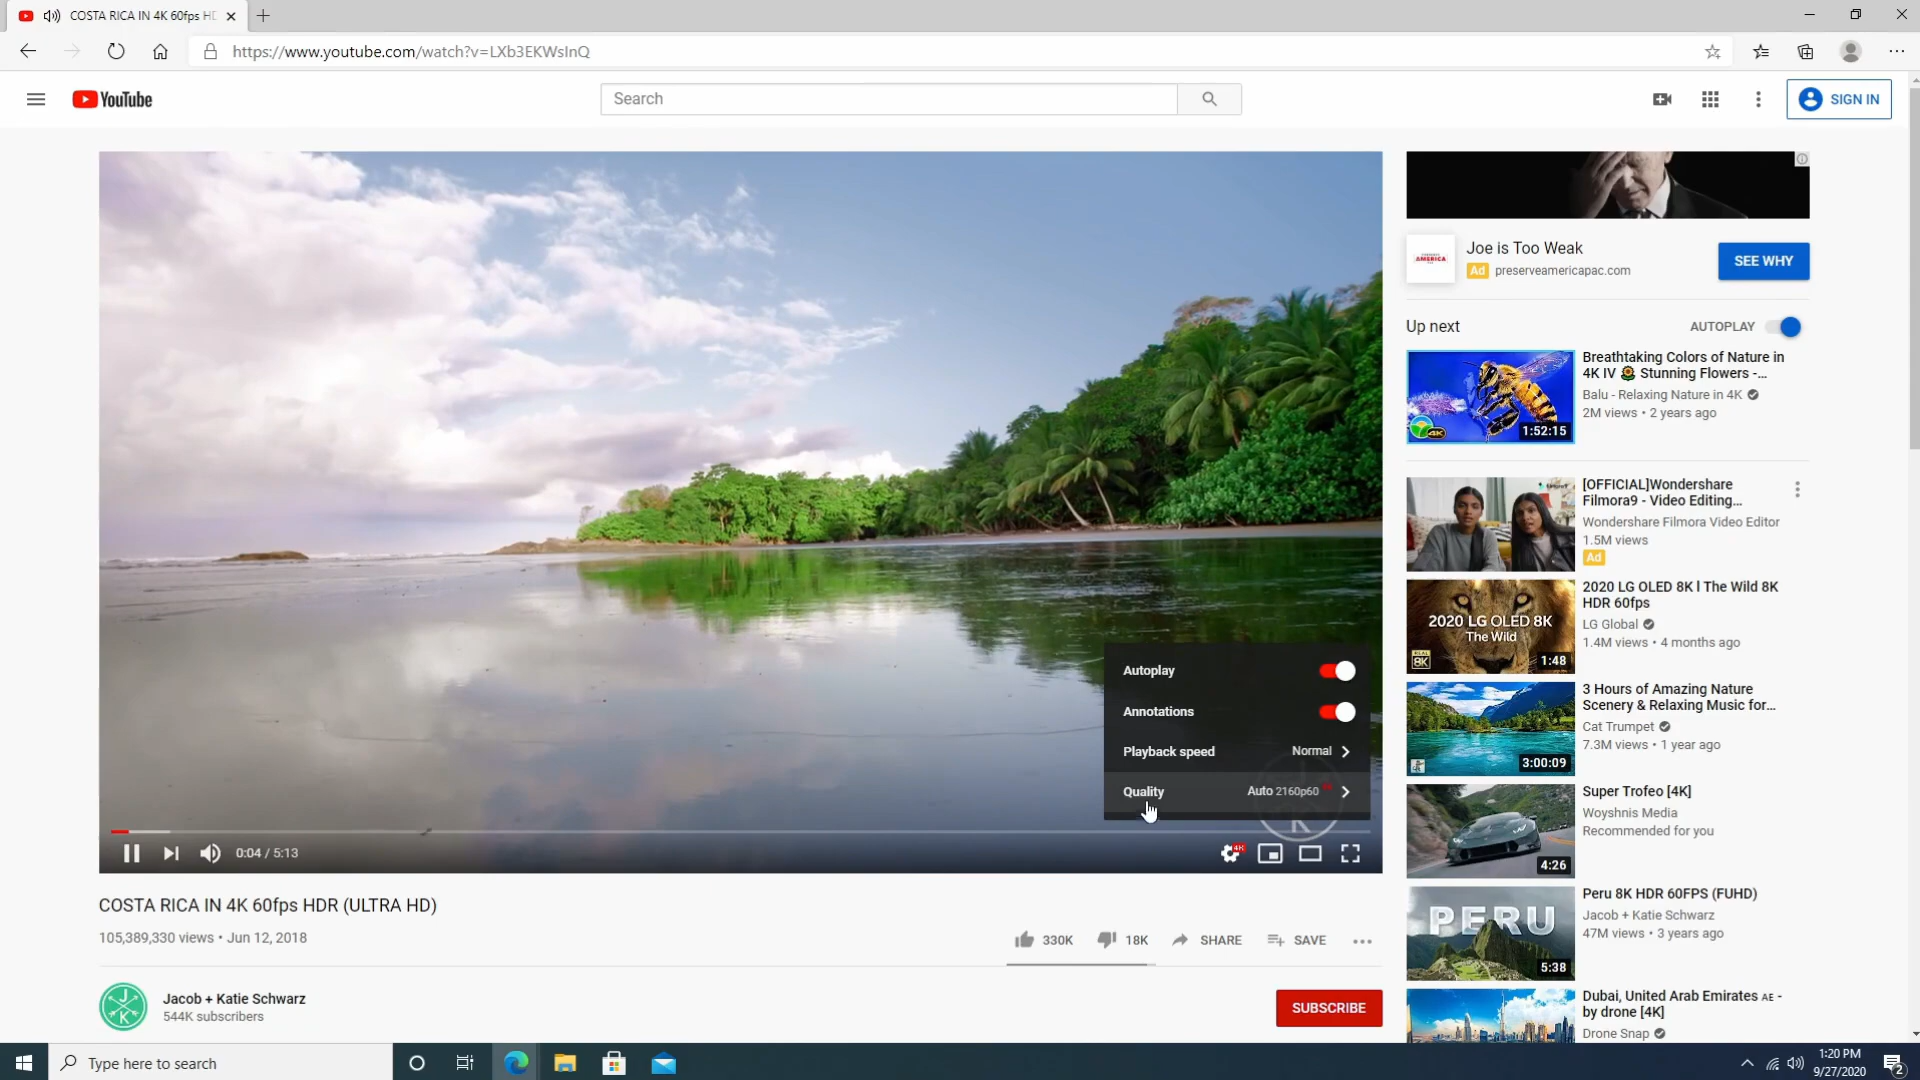 COSTA RICA IN 4K 60fps HD
https://www.youtube.com/watch?v=LXb3EKWsInQ
YouTube
Search
SIGN IN
Autoplay
Annotations
Playback speed Normal
Quality Auto 2160p60
0:04 / 5:13
4K
COSTA RICA IN 4K 60fps HDR (ULTRA HD)
105,389,330 views • Jun 12, 2018
330K 18K SHARE SAVE
JK
Jacob + Katie Schwarz
544K subscribers
SUBSCRIBE
AMERICA
Joe is Too Weak
Ad preserveamericapac.com
SEE WHY
Up next
AUTOPLAY
4K
1:52:15
Breathtaking Colors of Nature in
4K IV 🌻 Stunning Flowers -...
Balu - Relaxing Nature in 4K
2M views • 2 years ago
[OFFICIAL]Wondershare
Filmora9 - Video Editing...
Wondershare Filmora Video Editor
1.5M views
Ad
2020 LG OLED 8K
The Wild
8K
1:48
2020 LG OLED 8K l The Wild 8K
HDR 60fps
LG Global
1.4M views • 4 months ago
3:00:09
3 Hours of Amazing Nature
Scenery & Relaxing Music for...
Cat Trumpet
7.3M views • 1 year ago
4:26
Super Trofeo [4K]
Woyshnis Media
Recommended for you
PERU
5:38
Peru 8K HDR 60FPS (FUHD)
Jacob + Katie Schwarz
47M views • 3 years ago
Dubai, United Arab Emirates AE -
by drone [4K]
Drone Snap
Type here to search
1:20 PM
9/27/2020
2